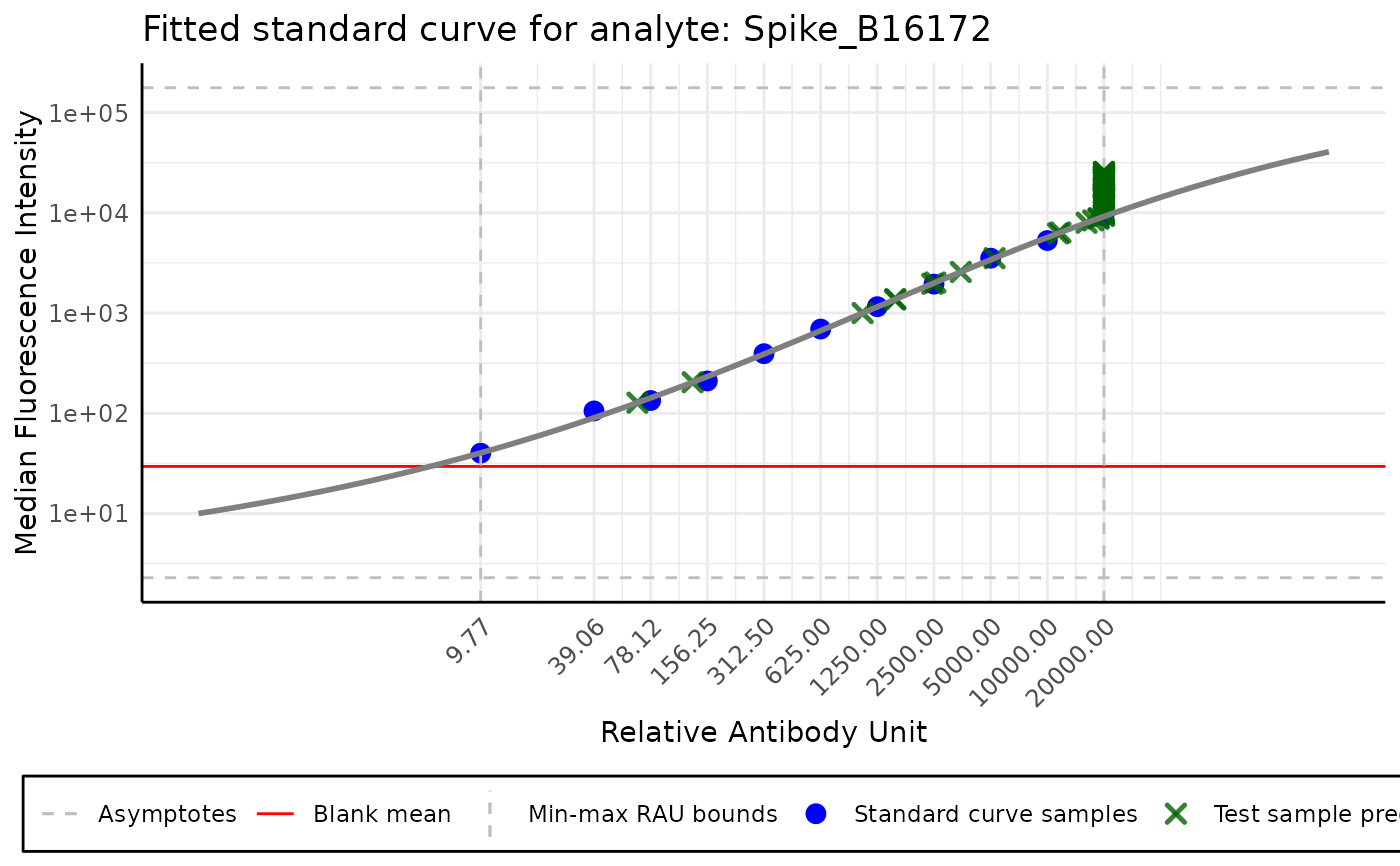 Fitted standard curve for analyte: Spike_B16172
Median Fluorescence Intensity
1e+05
1e+04
1e+03
1e+02
1e+01
9.77
39.06
78.12
156.25
312.50
625.00
1250.00
2500.00
5000.00
10000.00
20000.00
Relative Antibody Unit
Asymptotes Blank mean Min-max RAU bounds Standard curve samples Test sample pre